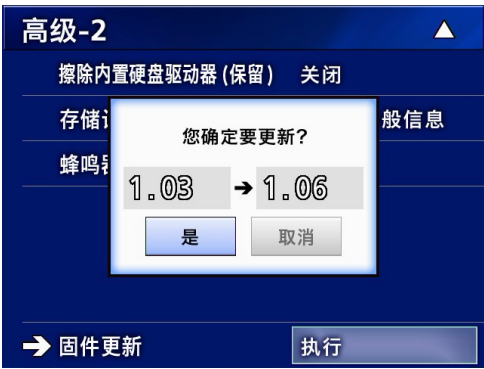 高级-2
擦除内置硬盘驱动器(保留) 关闭
存储
般信息
蜂鸣
您确定要更新?
1.03 → 1.06
是 取消
→ 固件更新 执行